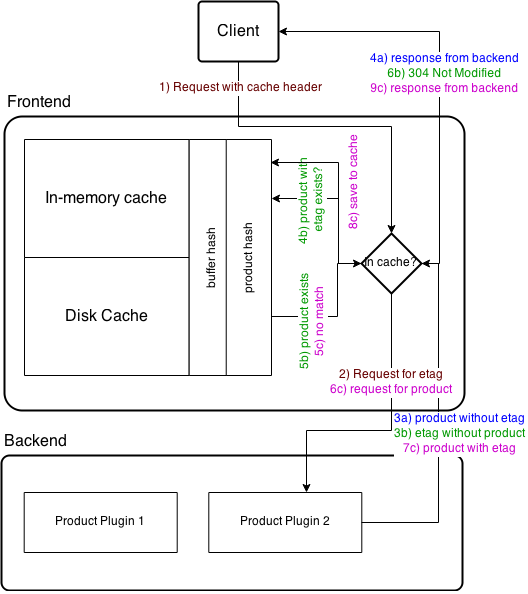 Client
4a) response from backend
6b) 304 Not Modified
9c) response from backend
1) Request with cache header
Frontend
In-memory cache
Disk Cache
buffer hash
product hash
4b) product with
etag exists?
8c) save to cache
In cache?
5b) product exists
5c) no match
2) Request for etag
6c) request for product
3a) product without etag
3b) etag without product
7c) product with etag
Backend
Product Plugin 1
Product Plugin 2